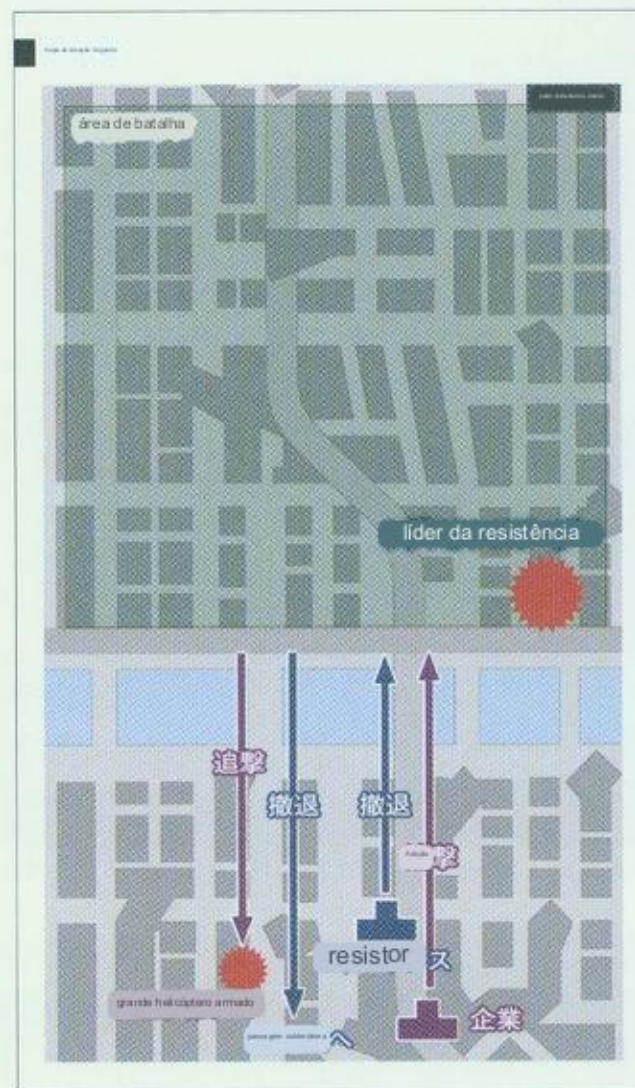 área de batalha
líder da resistência
追撃
撤退
撤退
撃
resistor
ス
grande helicóptero armado
企業
へ